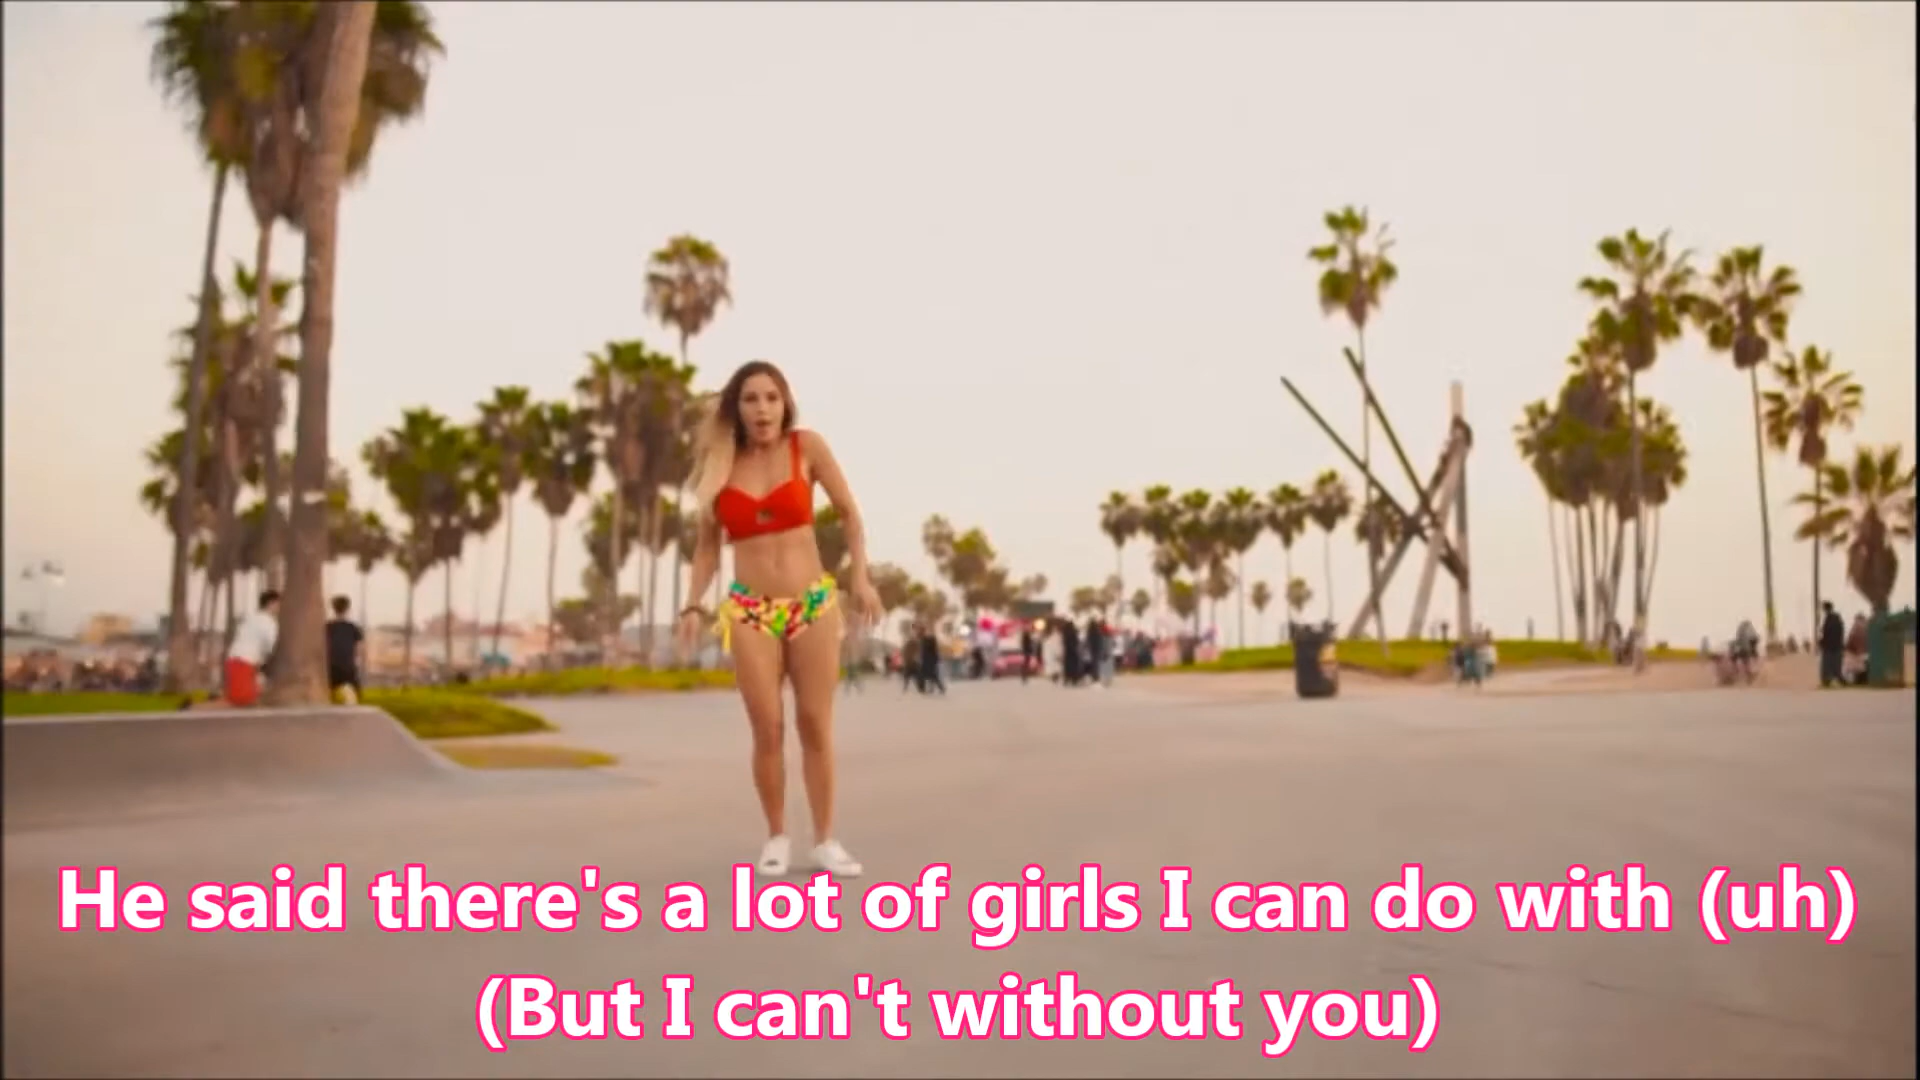 He said there's a lot of girls I can do with (uh)
(But I can't without you)